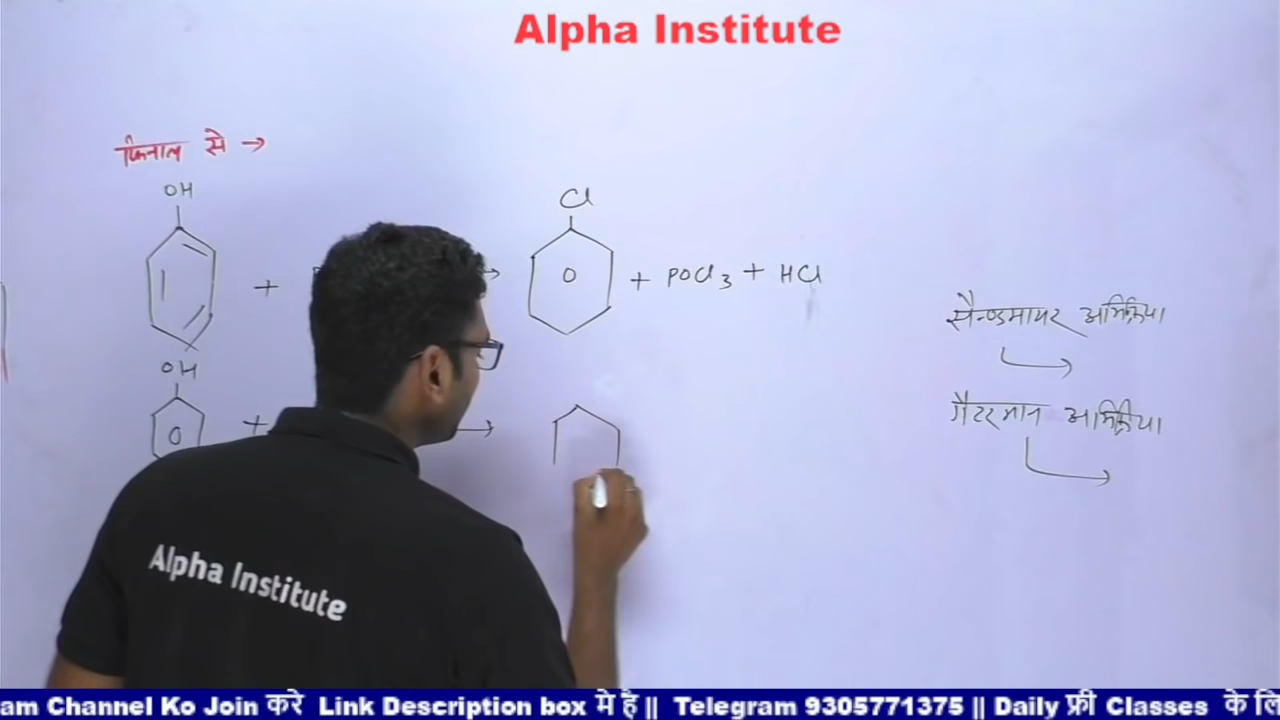 Alpha Institute
फिनाल से →
OH
Cl
+ → O + POCl3 + HCl
सैन्डमायर अभिक्रिया
OH
गैटरमान अभिक्रिया
O + →
Alpha Institute
am Channel Ko Join करे Link Description box मे है || Telegram 9305771375 || Daily फ्री Classes के लि